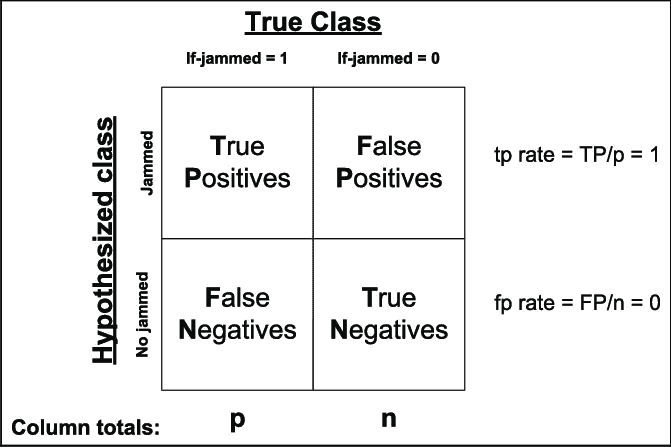 True Class
If-jammed = 1 If-jammed = 0
Hypothesized class
Jammed
True
Positives
False
Positives
tp rate = TP/p = 1
No jammed
False
Negatives
True
Negatives
fp rate = FP/n = 0
Column totals: p n